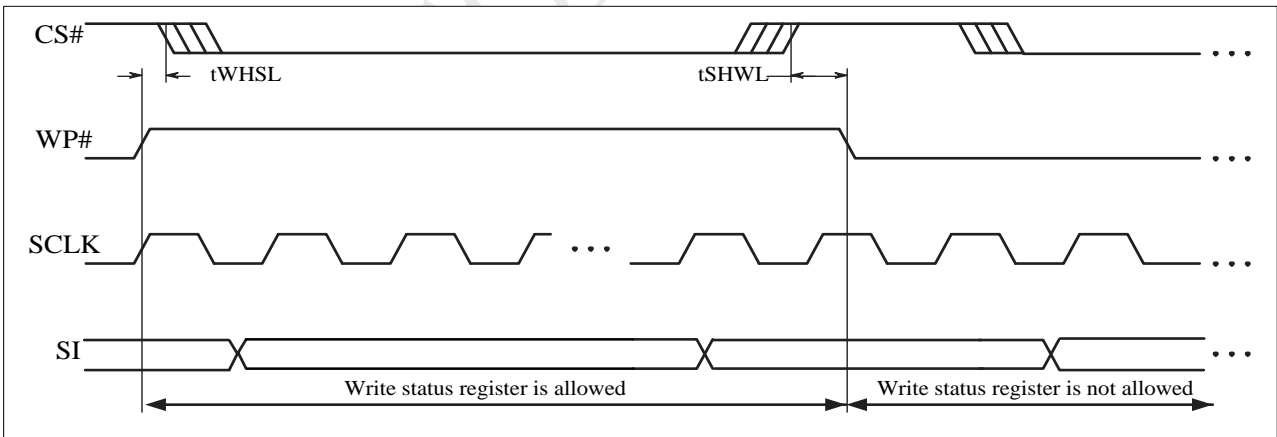 CS#
tWHSL
tSHWL
WP#
SCLK
SI
Write status register is allowed
Write status register is not allowed